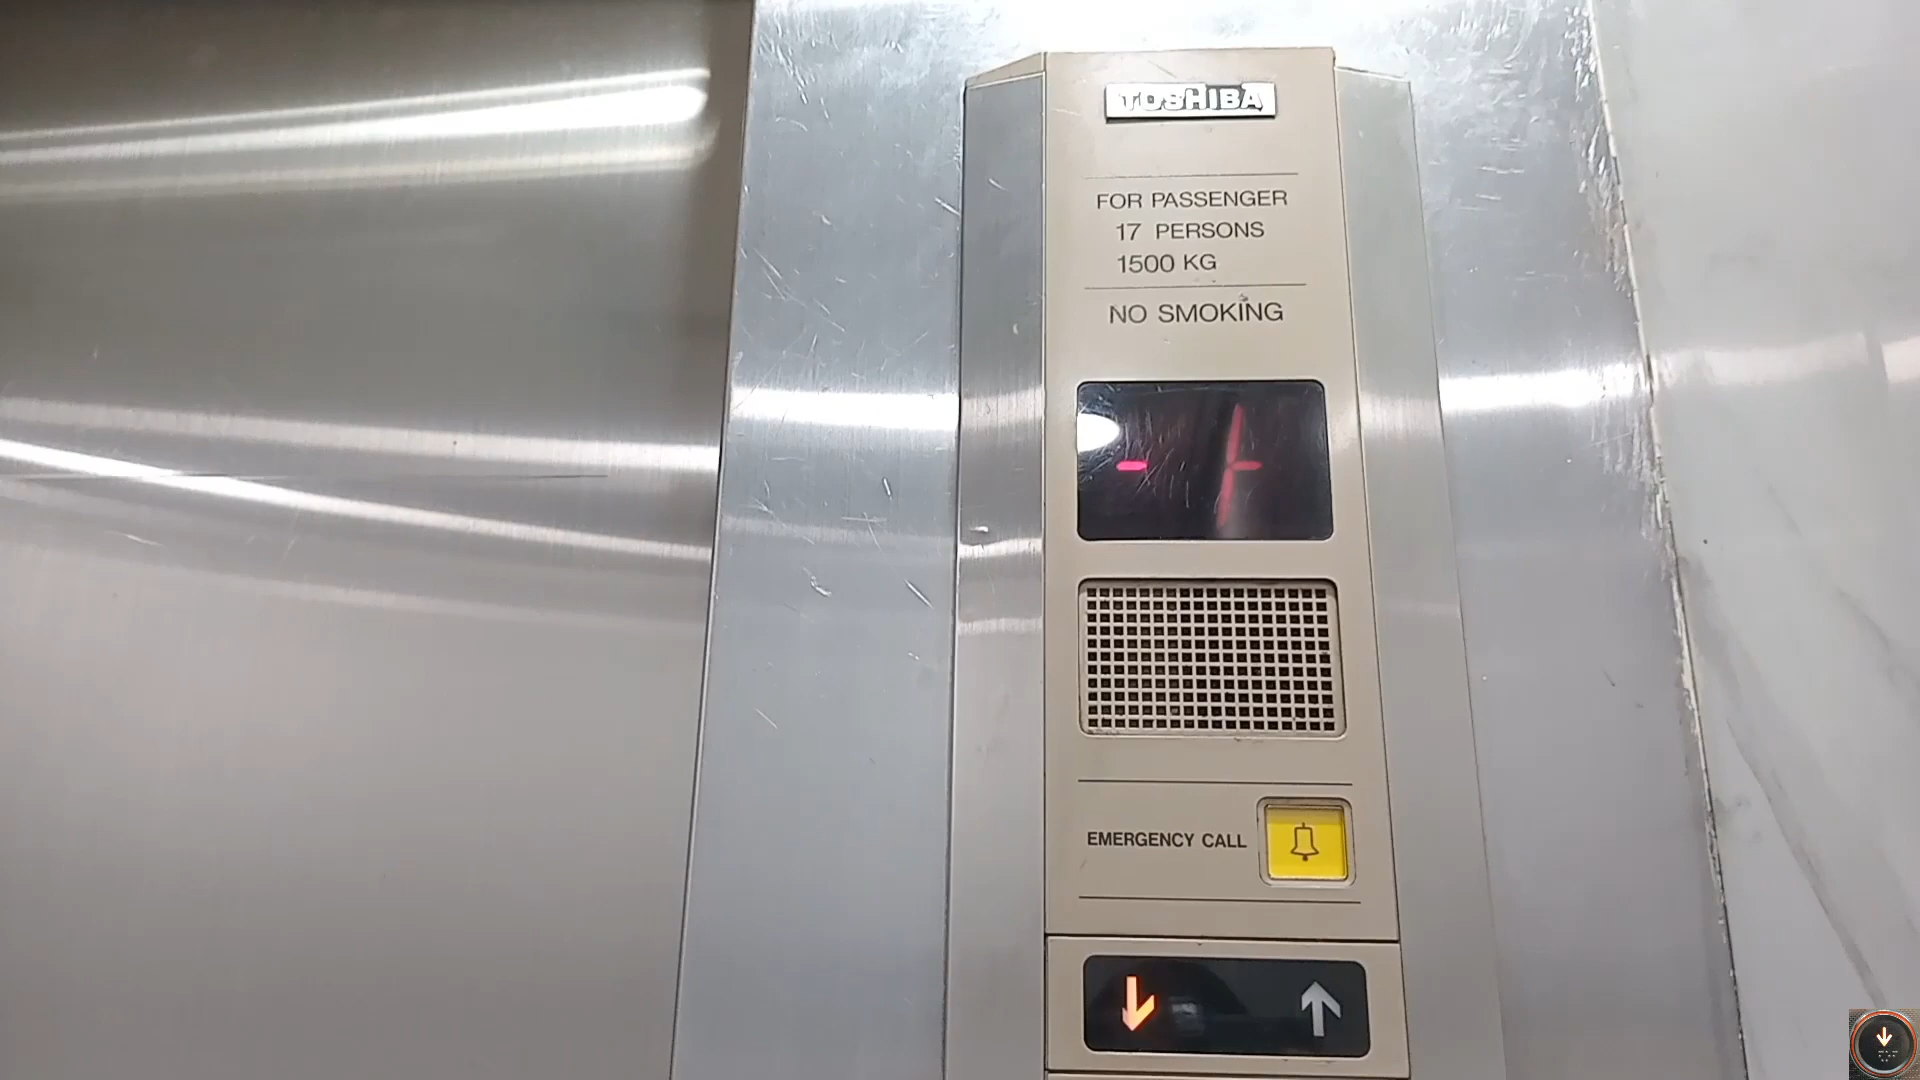 TOSHIBA
FOR PASSENGER
17 PERSONS
1500 KG
NO SMOKING
EMERGENCY CALL